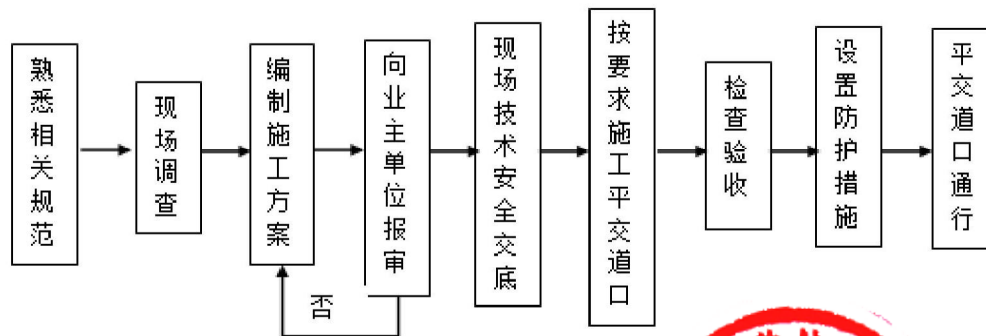 熟悉相关规范
现场调查
编制施工方案
向业主单位报审
现场技术安全交底
按要求施工平交道口
检查验收
设置防护措施
平交道口通行
否